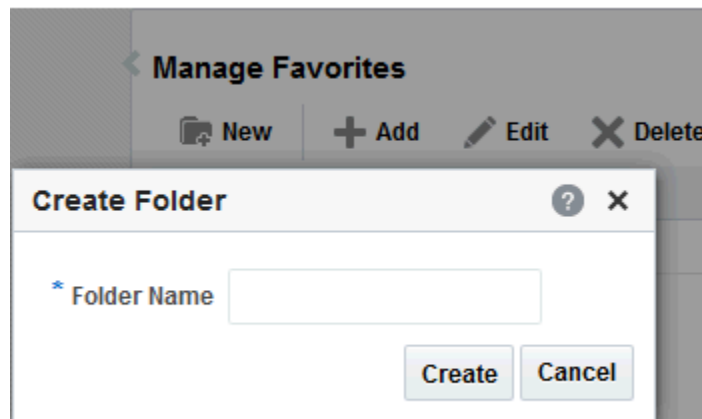 Manage Favorites
New Add Edit Delete
Create Folder ?
* Folder Name
Create Cancel